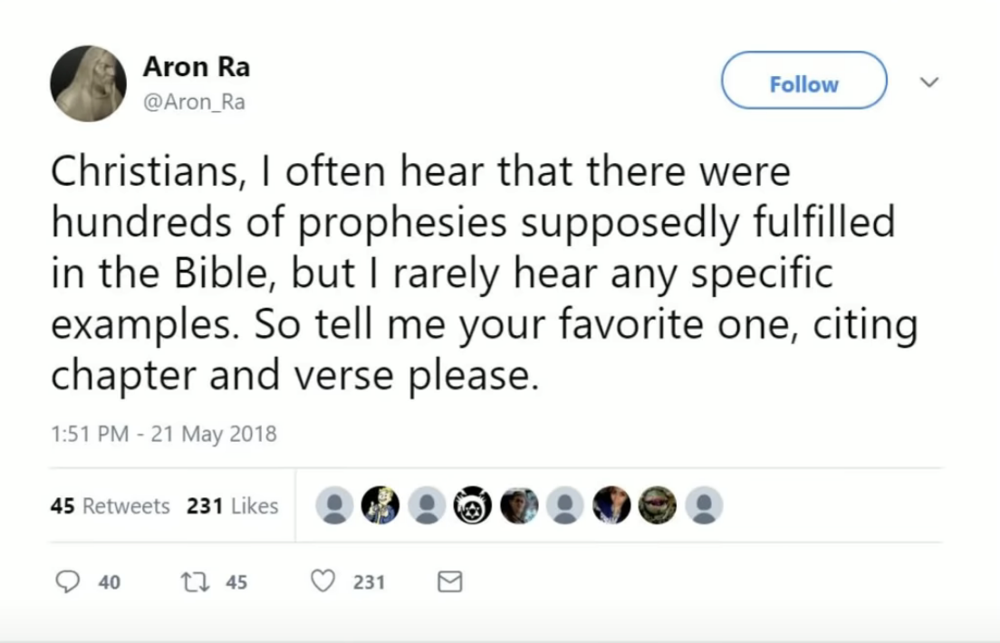 Aron Ra
@Aron_Ra
Follow
Christians, I often hear that there were
hundreds of prophesies supposedly fulfilled
in the Bible, but I rarely hear any specific
examples. So tell me your favorite one, citing
chapter and verse please.
1:51 PM - 21 May 2018
45 Retweets 231 Likes
40 45 231